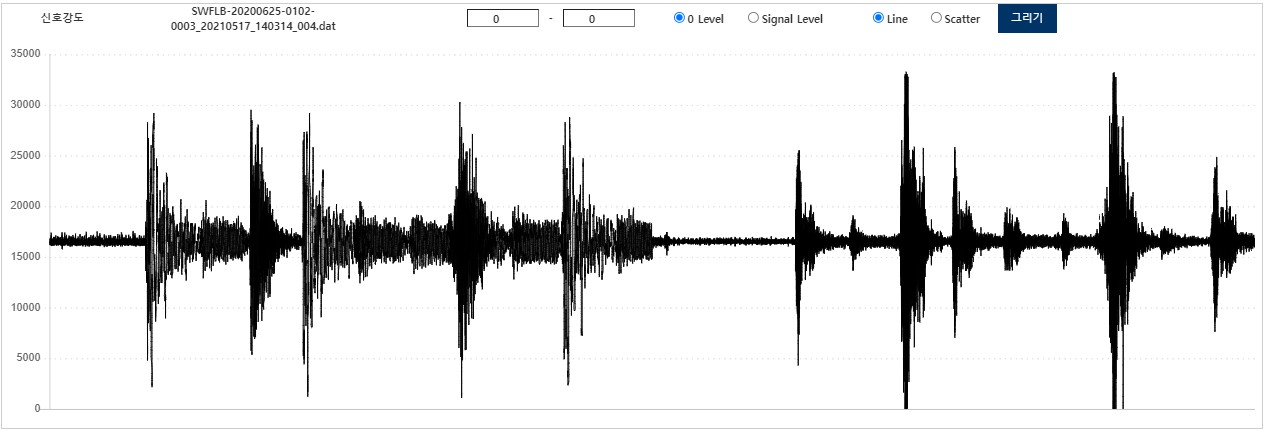 신호강도
SWFLB-20200625-0102-
0003_20210517_140314_004.dat
0 - 0
0 Level Signal Level
Line Scatter
그리기
35000
30000
25000
20000
15000
10000
5000
0